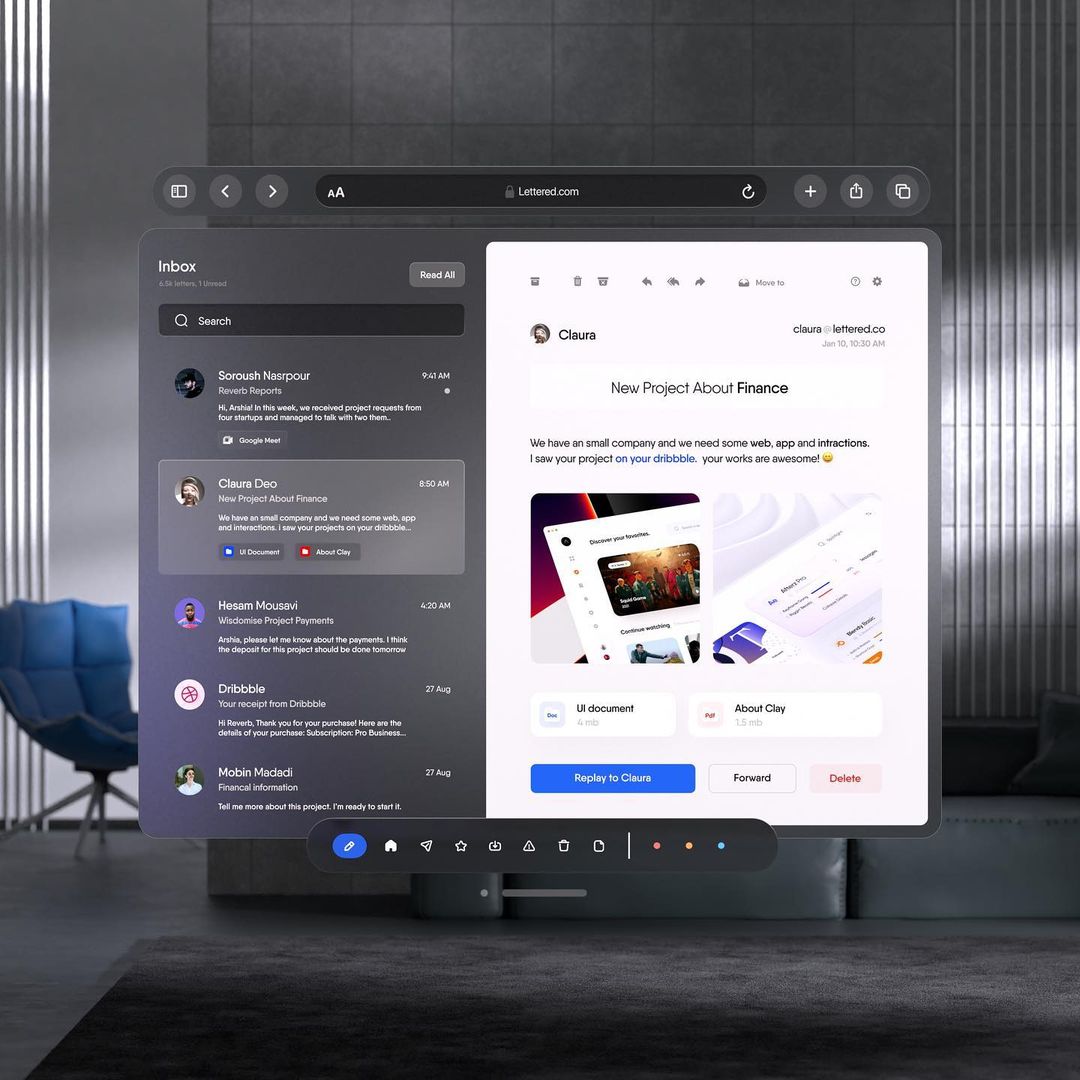 AA
Lettered.com
Inbox
6.5k letters, 1 Unread
Read All
Search
Soroush Nasrpour
9:41 AM
Reverb Reports
Hi, Arshia! In this week, we received project requests from
four startups and managed to talk with two them..
Google Meet
Claura Deo
8:50 AM
New Project About Finance
We have an small company and we need some web, app
and interactions. i saw your projects on your dribbble...
UI Document
About Clay
Hesam Mousavi
4:20 AM
Wisdomise Project Payments
Arshia, please let me know about the payments. I think
the deposit for this project should be done tomorrow
Dribbble
27 Aug
Your receipt from Dribbble
Hi Reverb, Thank you for your purchase! Here are the
details of your purchase: Subscription: Pro Business...
Mobin Madadi
27 Aug
Financal information
Tell me more about this project. I'm ready to start it.
Move to
Claura
claura@lettered.co
Jan 10, 10:30 AM
New Project About Finance
We have an small company and we need some web, app and intractions.
I saw your project on your dribbble. your works are awesome! 😀
Discover your favorites.
Squid Game
Continue watching
Spotlight
Afterz Pro
Messages
Blendy Basic
Doc
UI document
4 mb
Pdf
About Clay
1.5 mb
Replay to Claura
Forward
Delete